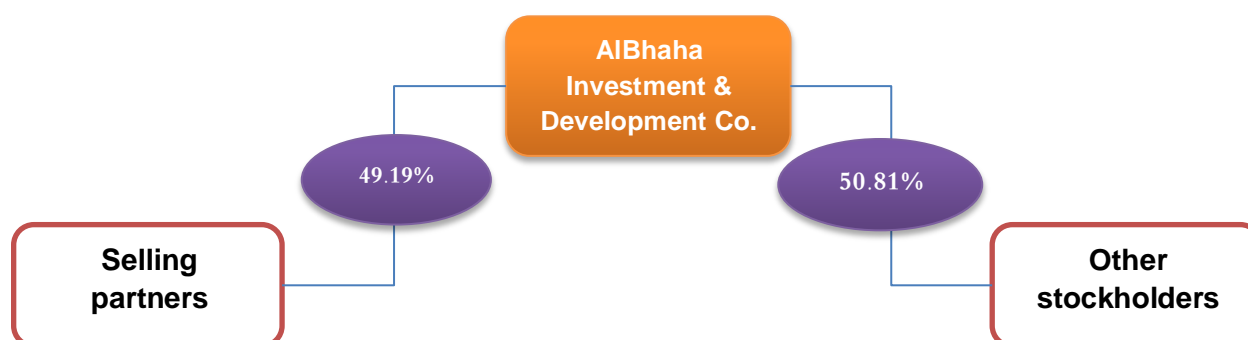 AlBhaha
Investment &
Development Co.
49.19%
50.81%
Selling
partners
Other
stockholders